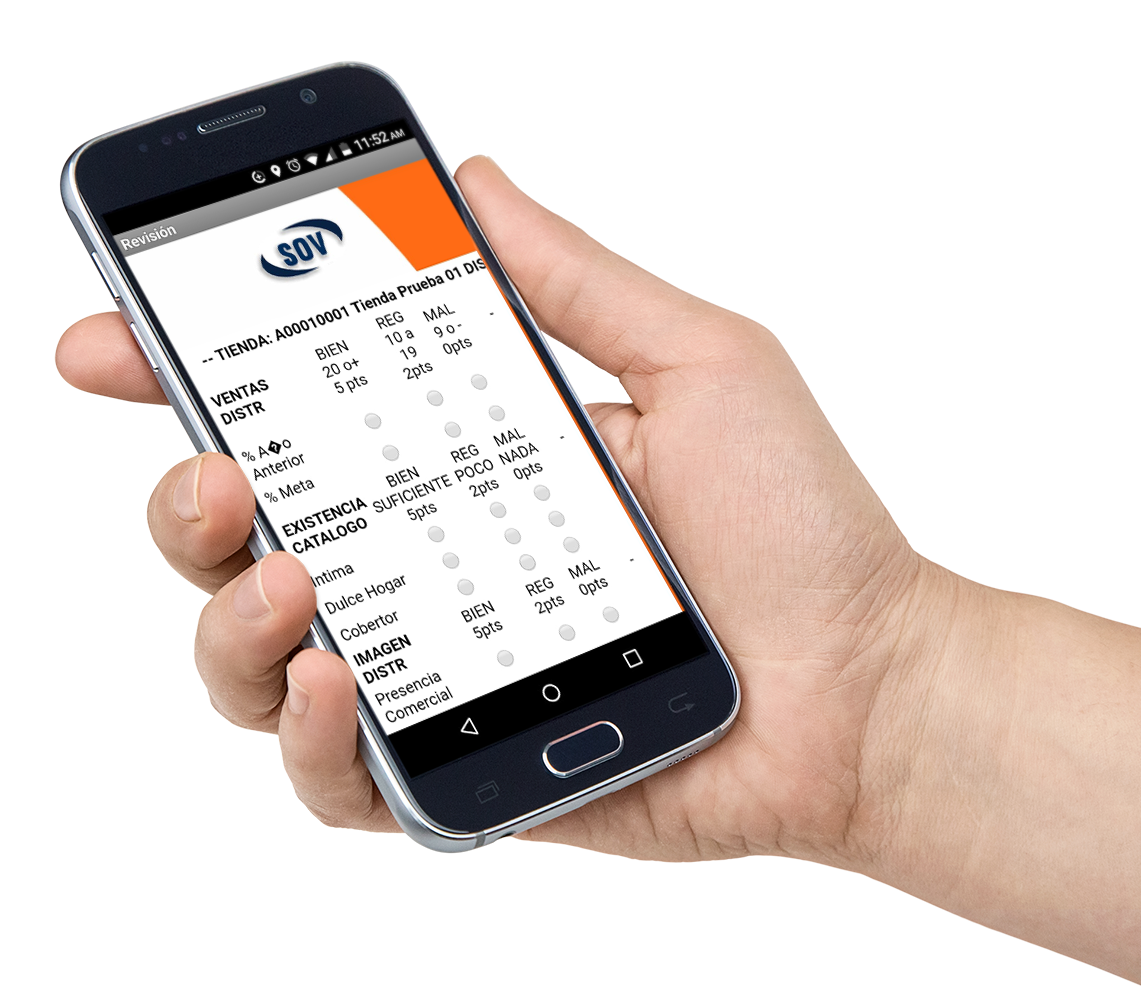 11:52 AM
Revisión
SOV
-- TIENDA: A00010001 Tienda Prueba 01 DIS
VENTAS DISTR
BIEN 20 o+ 5 pts
REG 10 a 19 2pts
MAL 9 o - 0pts
-
% A�o Anterior
% Meta
EXISTENCIA CATALOGO
BIEN SUFICIENTE 5pts
REG POCO 2pts
MAL NADA 0pts
-
Intima
Dulce Hogar
Cobertor
IMAGEN DISTR
BIEN 5pts
REG 2pts
MAL 0pts
-
Presencia Comercial